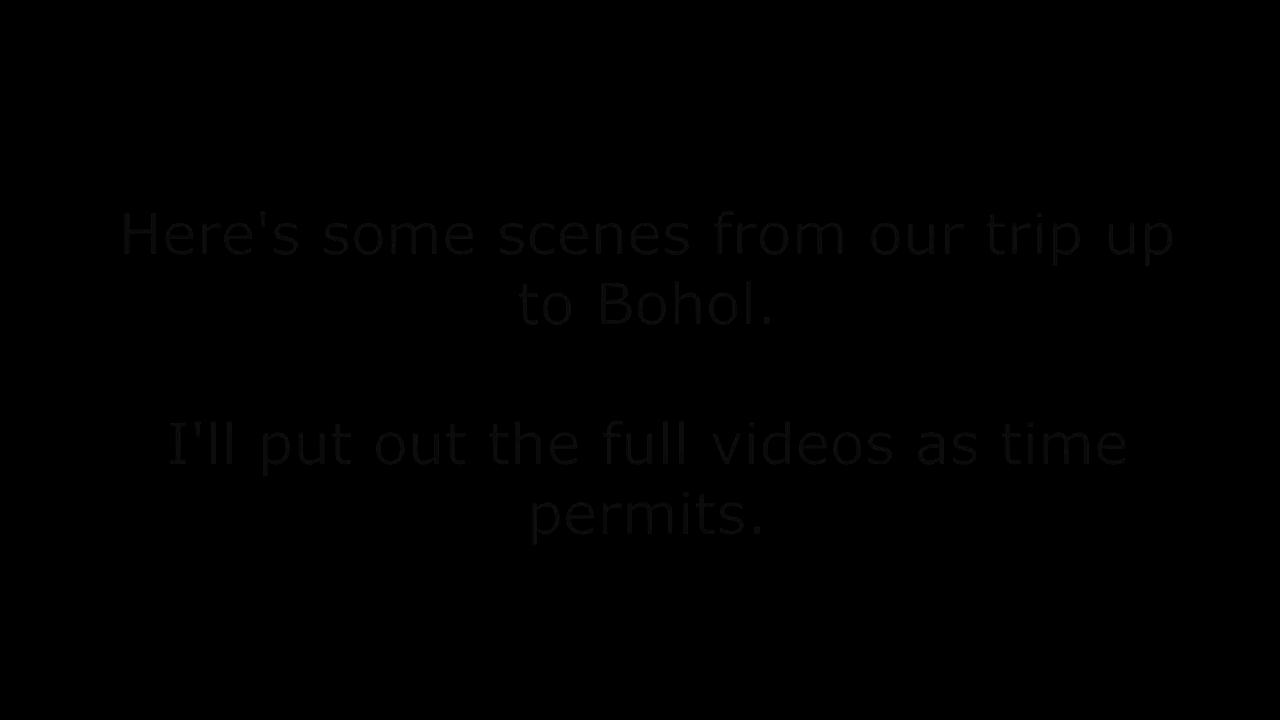 Here's some scenes from our trip up
to Bohol.
I'll put out the full videos as time
permits.